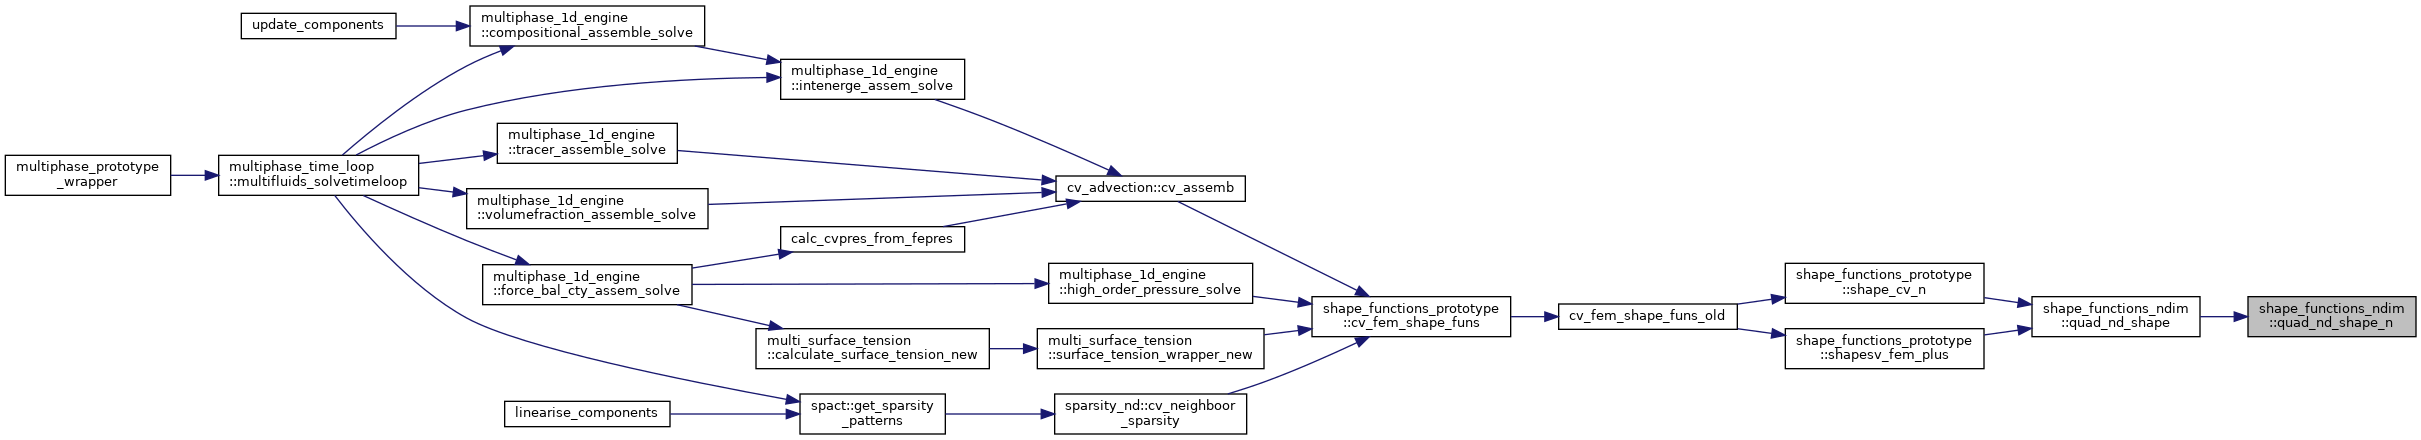 update_components
multiphase_1d_engine
::compositional_assemble_solve
multiphase_1d_engine
::intenerge_assem_solve
multiphase_1d_engine
::tracer_assemble_solve
multiphase_prototype
_wrapper
multiphase_time_loop
::multifluids_solvetimeloop
multiphase_1d_engine
::volumefraction_assemble_solve
cv_advection::cv_assemb
calc_cvpres_from_fepres
multiphase_1d_engine
::force_bal_cty_assem_solve
multiphase_1d_engine
::high_order_pressure_solve
multi_surface_tension
::calculate_surface_tension_new
multi_surface_tension
::surface_tension_wrapper_new
shape_functions_prototype
::cv_fem_shape_funs
cv_fem_shape_funs_old
shape_functions_prototype
::shape_cv_n
shape_functions_prototype
::shapesv_fem_plus
shape_functions_ndim
::quad_nd_shape
shape_functions_ndim
::quad_nd_shape_n
linearise_components
spact::get_sparsity
_patterns
sparsity_nd::cv_neighboor
_sparsity